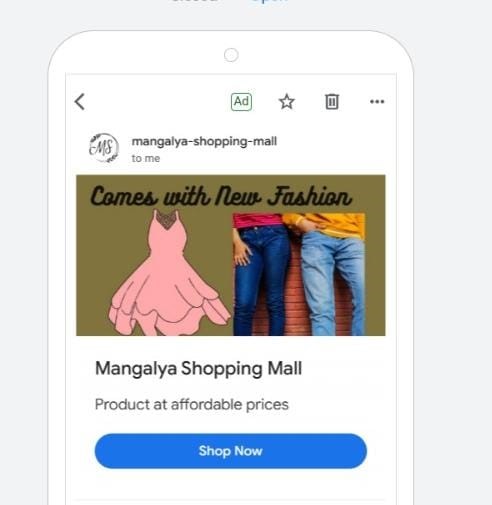 Open
Ad
mangalya-shopping-mall
to me
MS
Comes with New Fashion
Mangalya Shopping Mall
Product at affordable prices
Shop Now